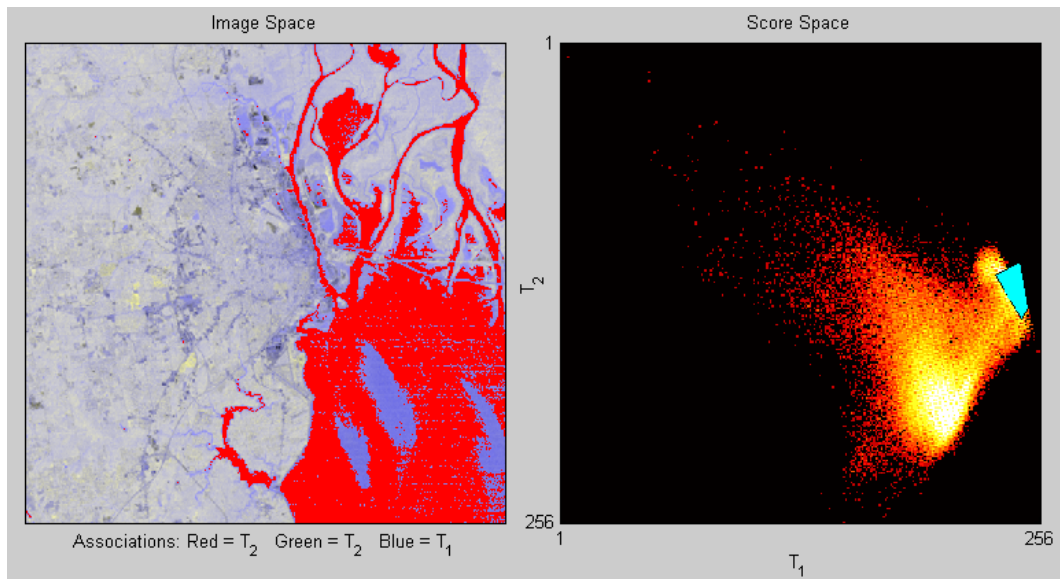 Image Space
Score Space
1
T2
256
1
256
T1
Associations: Red = T2 Green = T2 Blue = T1